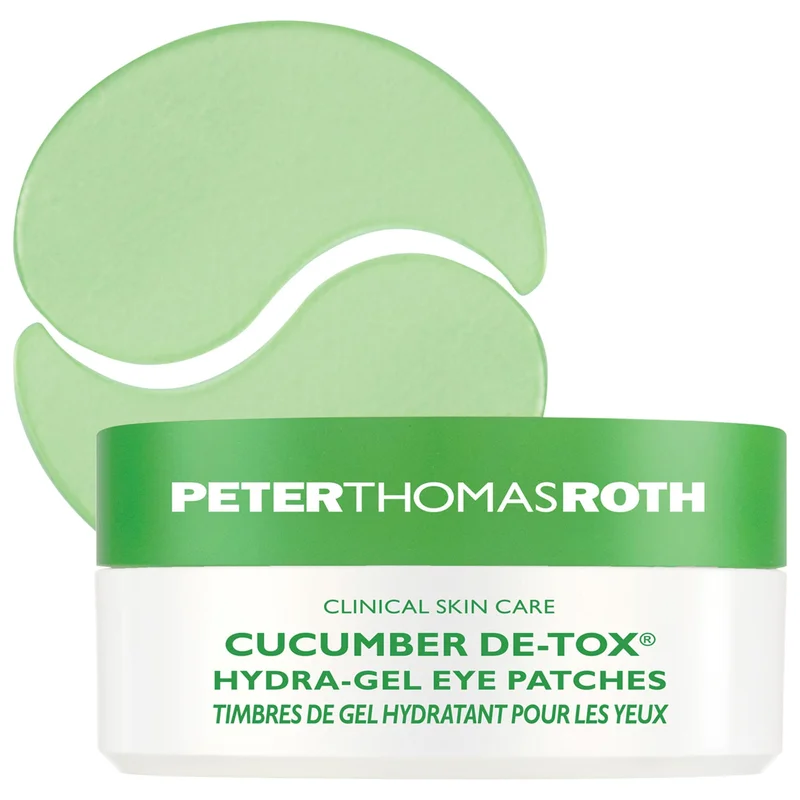 PETERTHOMASROTH
CLINICAL SKIN CARE
CUCUMBER DE-TOX®
HYDRA-GEL EYE PATCHES
TIMBRES DE GEL HYDRATANT POUR LES YEUX